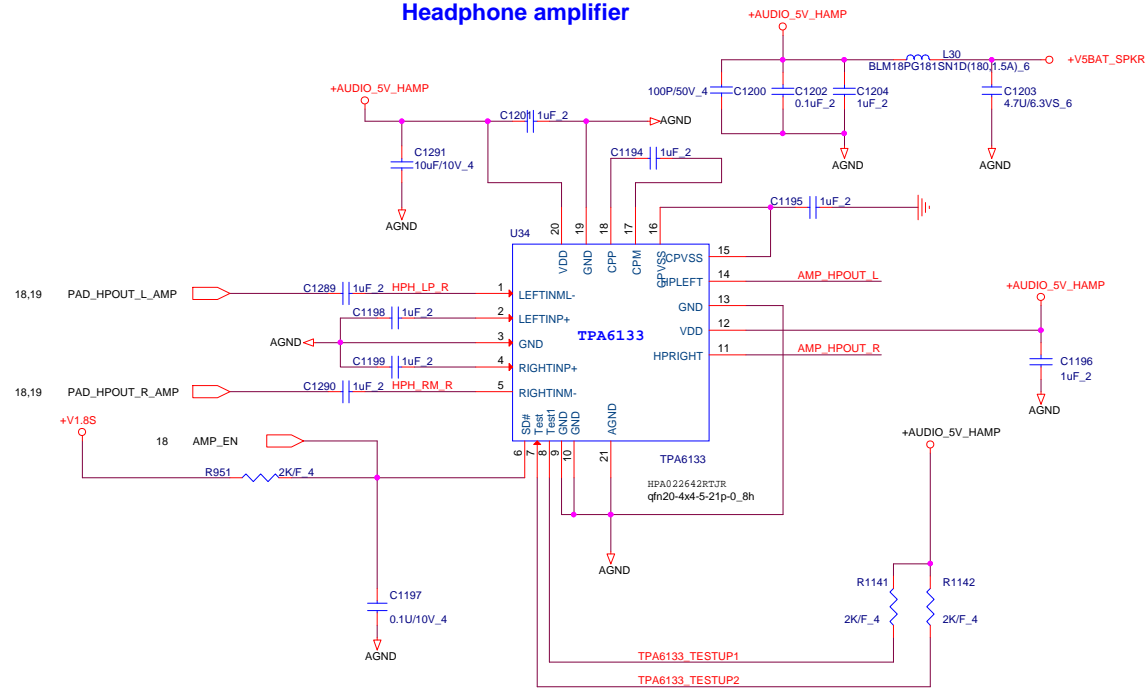 Headphone amplifier
+AUDIO_5V_HAMP
L30
BLM18PG181SN1D(180,1.5A)_6
+V5BAT_SPKR
100P/50V_4
C1200
C1202
0.1uF_2
C1204
1uF_2
C1203
4.7U/6.3VS_6
AGND
AGND
+AUDIO_5V_HAMP
C1201
1uF_2
AGND
C1291
10uF/10V_4
AGND
C1194
1uF_2
C1195
1uF_2
U34
20
19
18
17
16
VDD
GND
CPP
CPM
CPVSS
CPVSS
15
HPLEFT
14
AMP_HPOUT_L
GND
13
VDD
12
HPRIGHT
11
AMP_HPOUT_R
+AUDIO_5V_HAMP
C1196
1uF_2
AGND
18,19
PAD_HPOUT_L_AMP
C1289
1uF_2
HPH_LP_R
1
LEFTINML-
C1198
1uF_2
2
LEFTINP+
AGND
3
GND
TPA6133
C1199
1uF_2
4
RIGHTINP+
18,19
PAD_HPOUT_R_AMP
C1290
1uF_2
HPH_RM_R
5
RIGHTINM-
SD#
Test
Test1
GND
GND
AGND
6
7
8
9
10
21
TPA6133
HPA022642RTJR
qfn20-4x4-5-21p-0_8h
+V1.8S
18
AMP_EN
R951
2K/F_4
C1197
0.1U/10V_4
AGND
AGND
+AUDIO_5V_HAMP
R1141
2K/F_4
R1142
2K/F_4
TPA6133_TESTUP1
TPA6133_TESTUP2